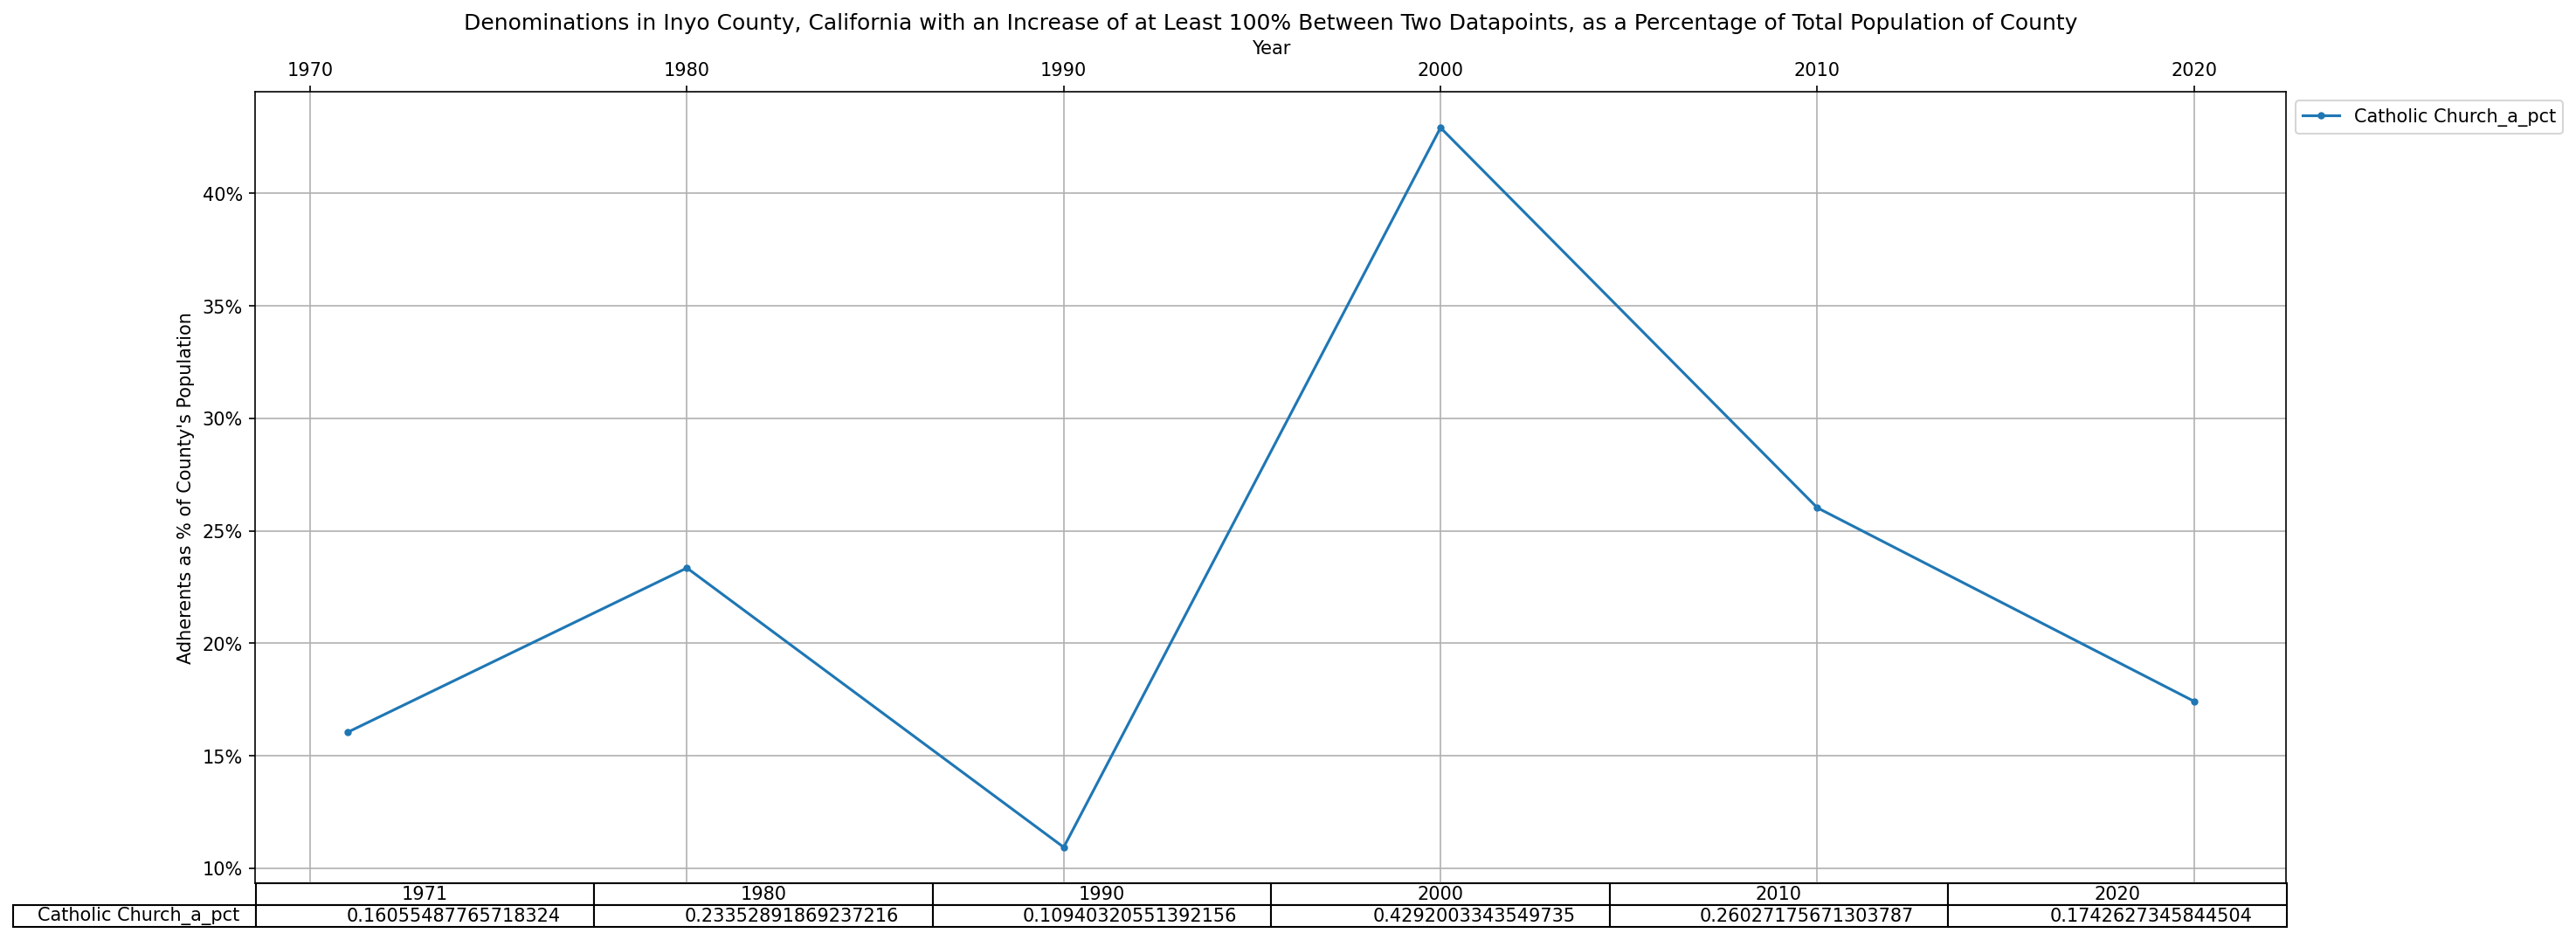 Denominations in Inyo County, California with an Increase of at Least 100% Between Two Datapoints, as a Percentage of Total Population of County
Year
1970 1980 1990 2000 2010 2020
Catholic Church_a_pct
Adherents as % of County's Population
40%
35%
30%
25%
20%
15%
10%
1971 1980 1990 2000 2010 2020
Catholic Church_a_pct 0.16055487765718324 0.23352891869237216 0.10940320551392156 0.4292003343549735 0.26027175671303787 0.1742627345844504